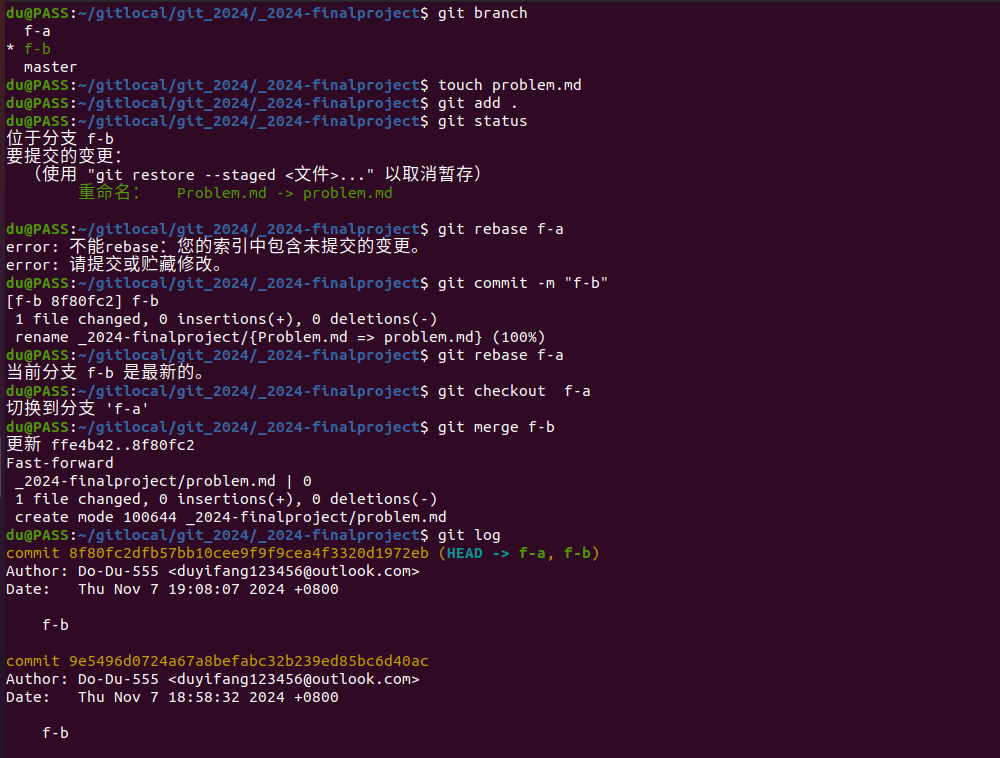 du@PASS:~/gitlocal/git_2024/_2024-finalproject$ git branch
  f-a
* f-b
  master
du@PASS:~/gitlocal/git_2024/_2024-finalproject$ touch problem.md
du@PASS:~/gitlocal/git_2024/_2024-finalproject$ git add .
du@PASS:~/gitlocal/git_2024/_2024-finalproject$ git status
位于分支 f-b
要提交的变更：
  （使用 "git restore --staged <文件>..." 以取消暂存）
        重命名：   Problem.md -> problem.md

du@PASS:~/gitlocal/git_2024/_2024-finalproject$ git rebase f-a
error: 不能rebase：您的索引中包含未提交的变更。
error: 请提交或贮藏修改。
du@PASS:~/gitlocal/git_2024/_2024-finalproject$ git commit -m "f-b"
[f-b 8f80fc2] f-b
 1 file changed, 0 insertions(+), 0 deletions(-)
 rename _2024-finalproject/{Problem.md => problem.md} (100%)
du@PASS:~/gitlocal/git_2024/_2024-finalproject$ git rebase f-a
当前分支 f-b 是最新的。
du@PASS:~/gitlocal/git_2024/_2024-finalproject$ git checkout  f-a
切换到分支 'f-a'
du@PASS:~/gitlocal/git_2024/_2024-finalproject$ git merge f-b
更新 ffe4b42..8f80fc2
Fast-forward
 _2024-finalproject/problem.md | 0
 1 file changed, 0 insertions(+), 0 deletions(-)
 create mode 100644 _2024-finalproject/problem.md
du@PASS:~/gitlocal/git_2024/_2024-finalproject$ git log
commit 8f80fc2dfb57bb10cee9f9f9cea4f3320d1972eb (HEAD -> f-a, f-b)
Author: Do-Du-555 <duyifang123456@outlook.com>
Date:   Thu Nov 7 19:08:07 2024 +0800

    f-b

commit 9e5496d0724a67a8befabc32b239ed85bc6d40ac
Author: Do-Du-555 <duyifang123456@outlook.com>
Date:   Thu Nov 7 18:58:32 2024 +0800

    f-b